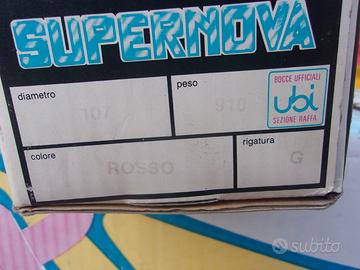 SUPERNOVA
diametro
107
peso
910
BOCCE UFFICIALI
ubi
SEZIONE RAFFA
colore
ROSSO
rigatura
G
subito